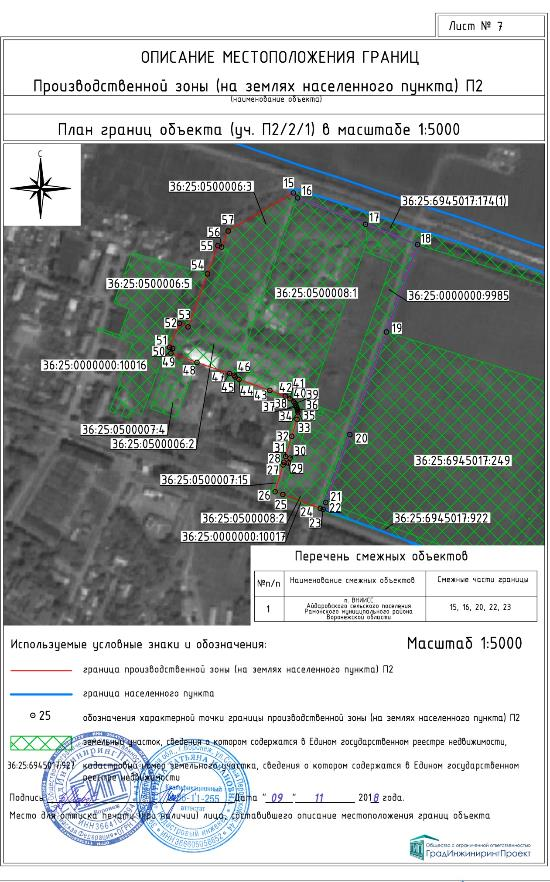 Лист № 7
ОПИСАНИЕ МЕСТОПОЛОЖЕНИЯ ГРАНИЦ
Производственной зоны (на землях населенного пункта) П2
(наименование объекта)
План границ объекта (уч. П2/2/1) в масштабе 1:5000
С
36:25:0500006:3
15
16
36:25:6945017:174(1)
17
18
57
56
55
54
36:25:0500006:5
36:25:0500008:1
36:25:0000000:9985
53
52
19
51
50
49
36:25:0000000:10016
48
47
46
45
44
43
42
41
40
39
38
37
36
35
34
33
36:25:0500007:4
36:25:0500006:2
32
20
31
30
29
28
27
36:25:6945017:249
36:25:0500007:15
26
25
24
21
22
23
36:25:0500008:2
36:25:6945017:922
36:25:0000000:10017
Перечень смежных объектов
№п/п
Наименование смежных объектов
Смежные части границы
1
п. ВНИИСС
Айдаровского сельского поселения
Рамонского муниципального района
Воронежской области
15, 16, 20, 22, 23
Используемые условные знаки и обозначения:
Масштаб 1:5000
граница производственной зоны (на землях населенного пункта) П2
граница населенного пункта
25
обозначения характерной точки границы производственной зоны (на землях населенного пункта) П2
земельный участок, сведения о котором содержатся в Едином государственном реестре недвижимости,
36:25:6945017:927
кадастровый номер земельного участка, сведения о котором содержатся в Едином государственном
реестре недвижимости
Подпись
Дата " 09 " 11 2018 года.
Место для оттиска печати (при наличии) лица, составившего описание местоположения границ объекта
Общество с ограниченной ответственностью
ГрадИнжинирингПроект